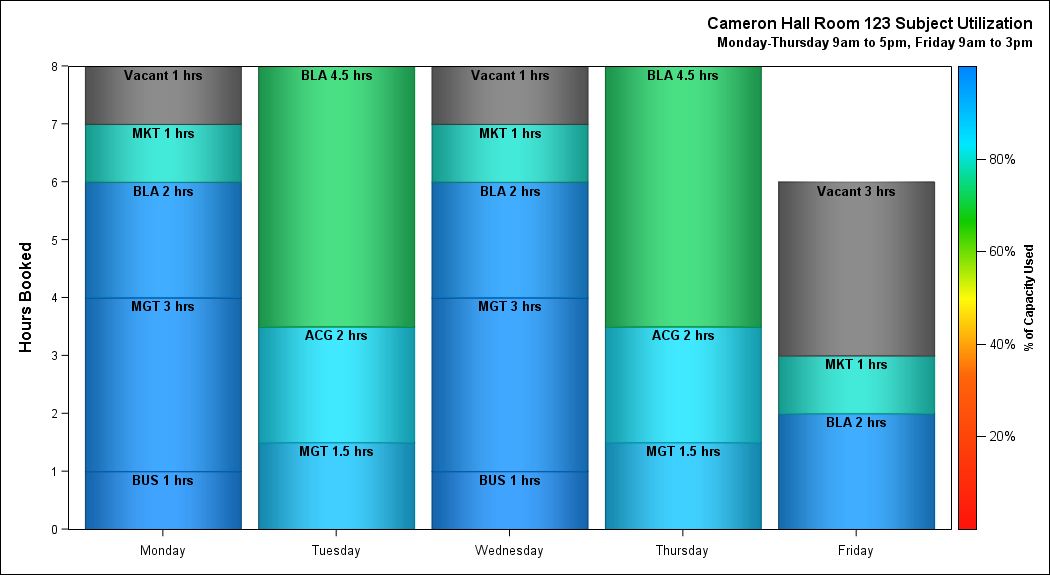 Cameron Hall Room 123 Subject Utilization
Monday-Thursday 9am to 5pm, Friday 9am to 3pm
Hours Booked
8
7
6
5
4
3
2
1
0
Vacant 1 hrs
MKT 1 hrs
BLA 2 hrs
MGT 3 hrs
BUS 1 hrs
BLA 4.5 hrs
ACG 2 hrs
MGT 1.5 hrs
Vacant 1 hrs
MKT 1 hrs
BLA 2 hrs
MGT 3 hrs
BUS 1 hrs
BLA 4.5 hrs
ACG 2 hrs
MGT 1.5 hrs
Vacant 3 hrs
MKT 1 hrs
BLA 2 hrs
Monday
Tuesday
Wednesday
Thursday
Friday
80%
60%
40%
20%
% of Capacity Used